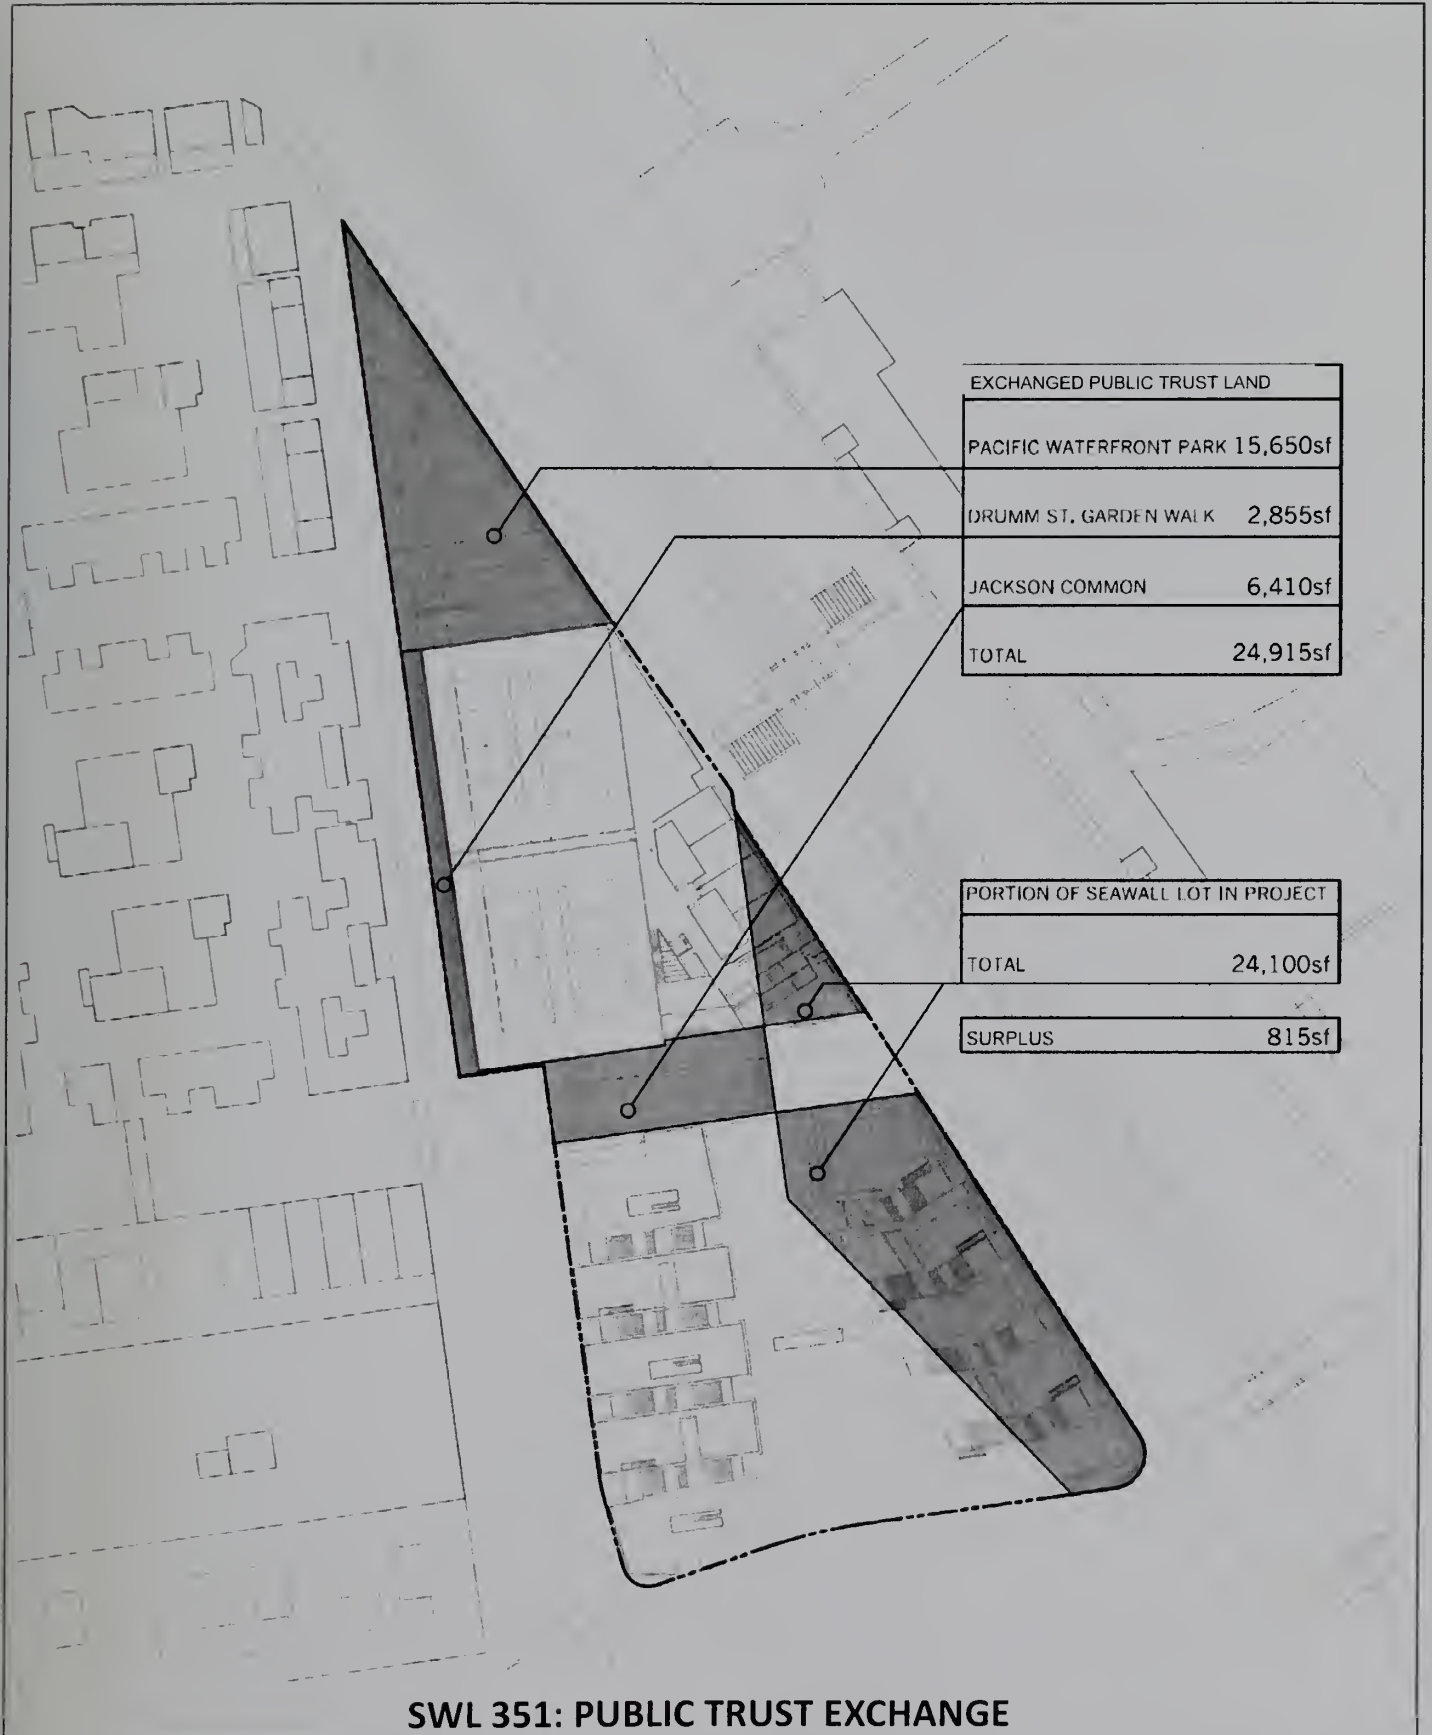 EXCHANGED PUBLIC TRUST LAND
PACIFIC WATERFRONT PARK 15,650sf
DRUMM ST. GARDEN WALK 2,855sf
JACKSON COMMON 6,410sf
TOTAL 24,915sf
PORTION OF SEAWALL LOT IN PROJECT
TOTAL 24,100sf
SURPLUS 815sf
SWL 351: PUBLIC TRUST EXCHANGE